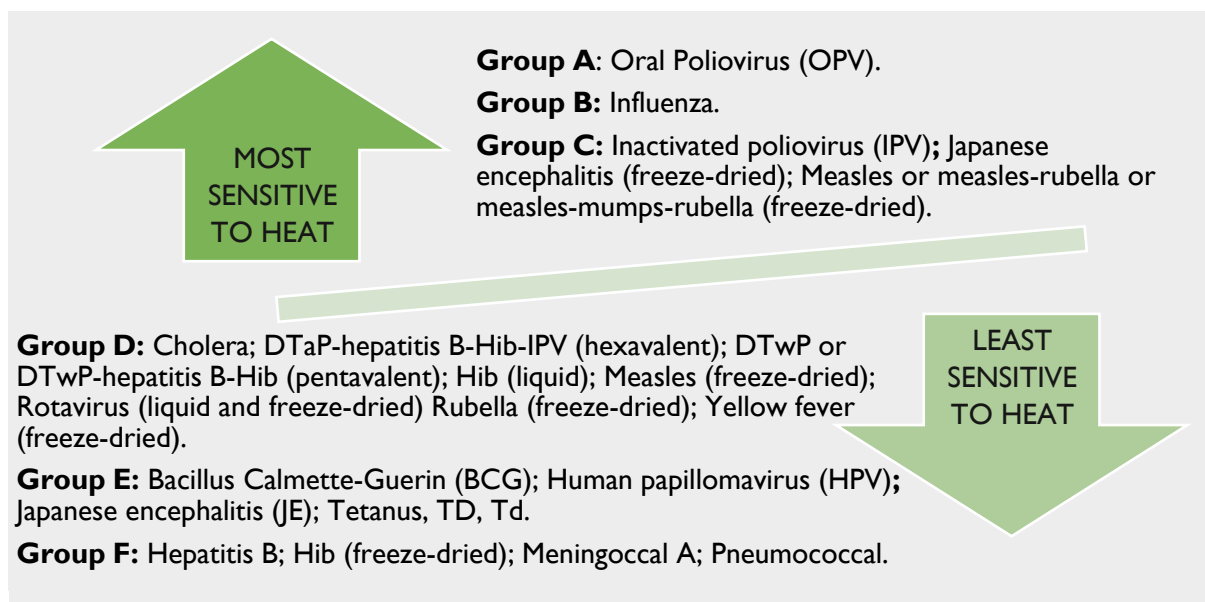 Group A: Oral Poliovirus (OPV).
Group B: Influenza.
Group C: Inactivated poliovirus (IPV); Japanese
encephalitis (freeze-dried); Measles or measles-rubella or
measles-mumps-rubella (freeze-dried).
MOST
SENSITIVE
TO HEAT
Group D: Cholera; DTaP-hepatitis B-Hib-IPV (hexavalent); DTwP or
DTwP-hepatitis B-Hib (pentavalent); Hib (liquid); Measles (freeze-dried);
Rotavirus (liquid and freeze-dried) Rubella (freeze-dried); Yellow fever
(freeze-dried).
Group E: Bacillus Calmette-Guerin (BCG); Human papillomavirus (HPV);
Japanese encephalitis (JE); Tetanus, TD, Td.
Group F: Hepatitis B; Hib (freeze-dried); Meningoccal A; Pneumococcal.
LEAST
SENSITIVE
TO HEAT